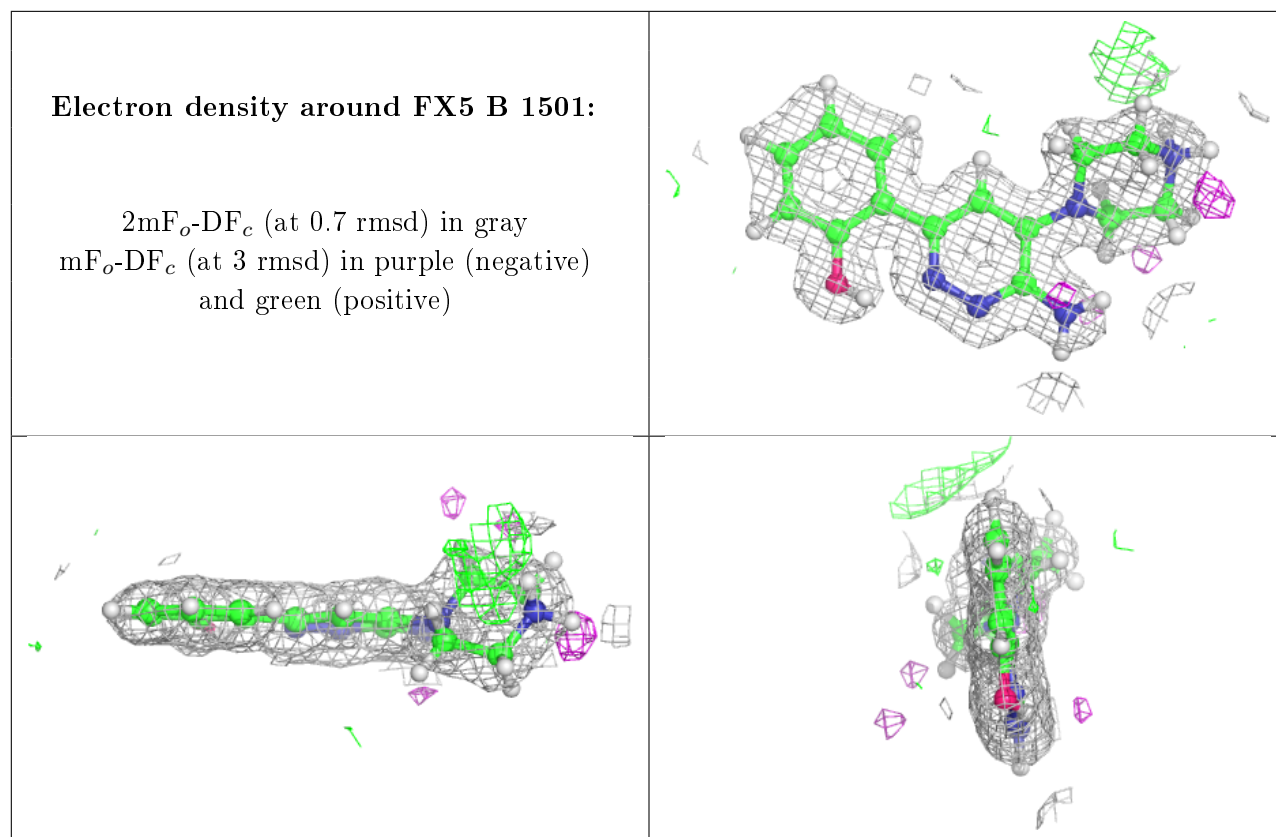 Electron density around FX5 B 1501:
2mFo-DFc (at 0.7 rmsd) in gray
mFo-DFc (at 3 rmsd) in purple (negative)
and green (positive)